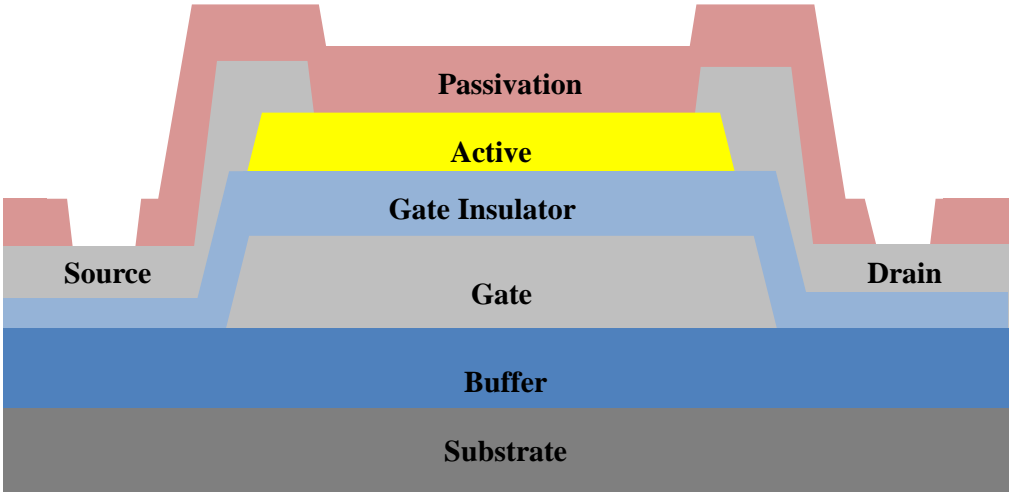 Passivation
Active
Gate Insulator
Source
Drain
Gate
Buffer
Substrate